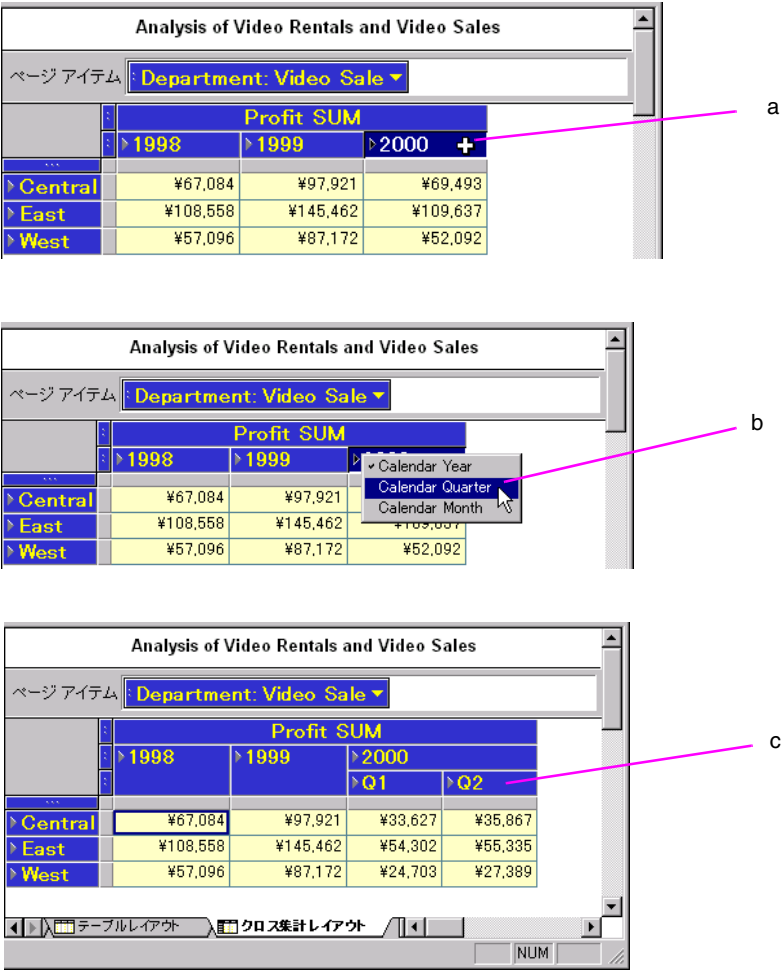 Analysis of Video Rentals and Video Sales
ページ アイテム Department: Video Sale
a
Profit SUM
1998 1999 2000
Central ¥67,084 ¥97,921 ¥69,493
East ¥108,558 ¥145,462 ¥109,637
West ¥57,096 ¥87,172 ¥52,092
Analysis of Video Rentals and Video Sales
ページ アイテム Department: Video Sale
b
Profit SUM
1998 1999
Calendar Year
Calendar Quarter
Calendar Month
Central ¥67,084 ¥97,921
East ¥108,558 ¥145,462
West ¥57,096 ¥87,172 ¥52,092
Analysis of Video Rentals and Video Sales
ページ アイテム Department: Video Sale
Profit SUM
c
1998 1999 2000
Q1 Q2
Central ¥67,084 ¥97,921 ¥33,627 ¥35,867
East ¥108,558 ¥145,462 ¥54,302 ¥55,335
West ¥57,096 ¥87,172 ¥24,703 ¥27,389
テーブルレイアウト クロス集計レイアウト
NUM